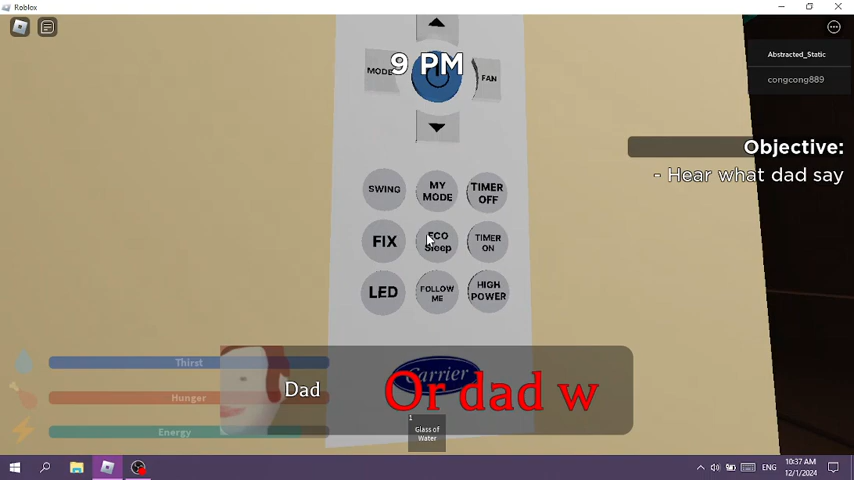 Roblox
MODE
9 PM
FAN
Abstracted_Static
congcong889
Objective:
- Hear what dad say
SWING
MY
MODE
TIMER
OFF
FIX
ECO
Sleep
TIMER
ON
LED
FOLLOW
ME
HIGH
POWER
Thirst
Hunger
Energy
Dad
Carrier
Or dad w
1
Glass of
Water
ENG
10:37 AM
12/1/2024